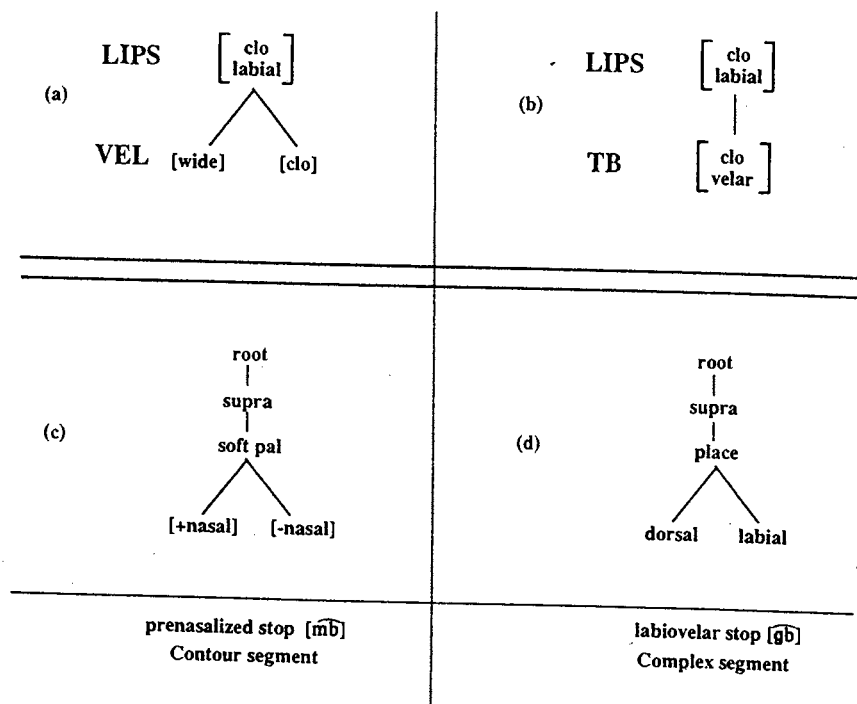 LIPS [clo labial]
(a)
VEL [wide] [clo]
LIPS [clo labial]
(b)
TB [clo velar]
root
supra
(c)
soft pal
[+nasal] [-nasal]
root
supra
(d)
place
dorsal labial
prenasalized stop [m͡b]
Contour segment
labiovelar stop [g͡b]
Complex segment